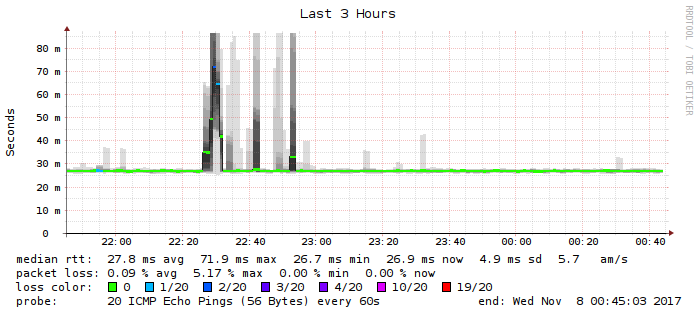 Last 3 Hours
RRDTOOL / TOBI OETIKER
Seconds
80 m
70 m
60 m
50 m
40 m
30 m
20 m
10 m
0
22:00 22:20 22:40 23:00 23:20 23:40 00:00 00:20 00:40
median rtt: 27.8 ms avg 71.9 ms max 26.7 ms min 26.9 ms now 4.9 ms sd 5.7 am/s
packet loss: 0.09 % avg 5.17 % max 0.00 % min 0.00 % now
loss color: 0 1/20 2/20 3/20 4/20 10/20 19/20
probe: 20 ICMP Echo Pings (56 Bytes) every 60s end: Wed Nov 8 00:45:03 2017